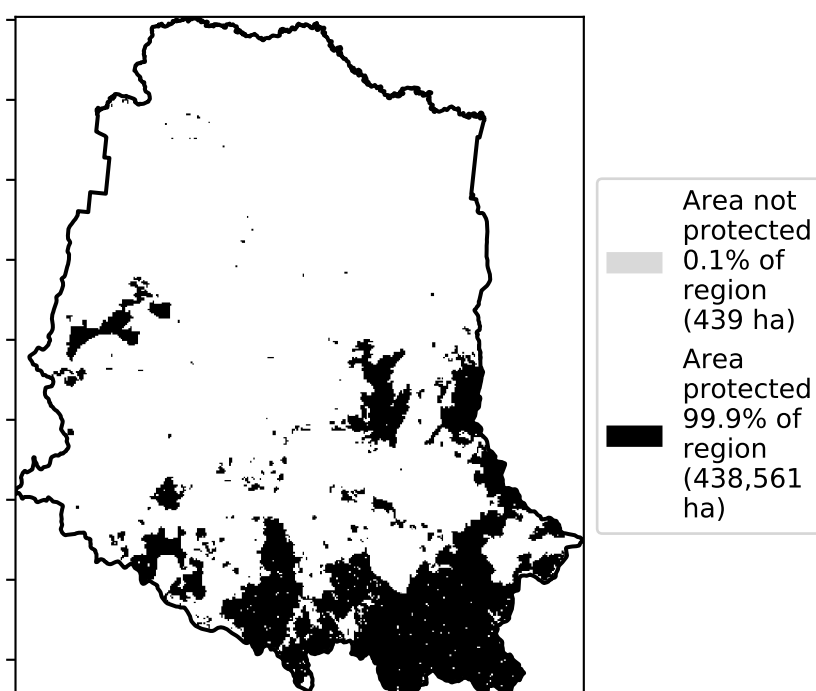 Area not
protected
0.1% of
region
(439 ha)
Area
protected
99.9% of
region
(438,561
ha)